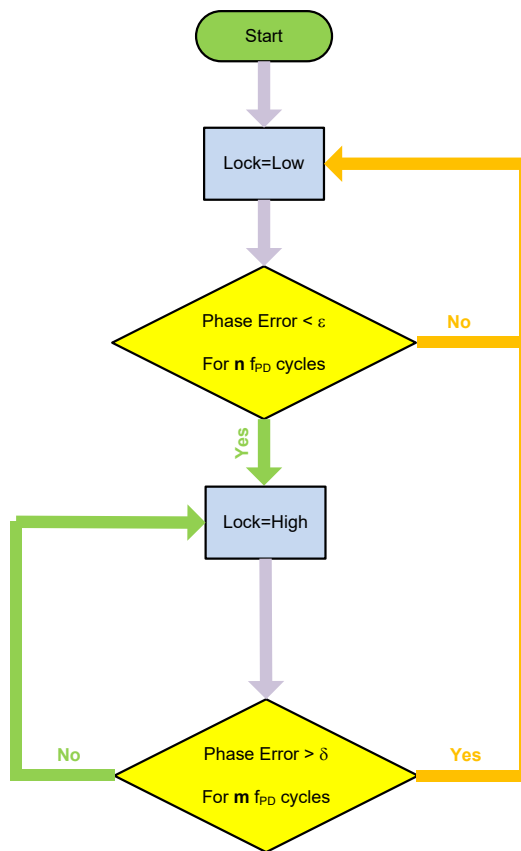 Start
Lock=Low
Phase Error < ε
For n fPD cycles
No
Yes
Lock=High
Phase Error > δ
For m fPD cycles
No
Yes